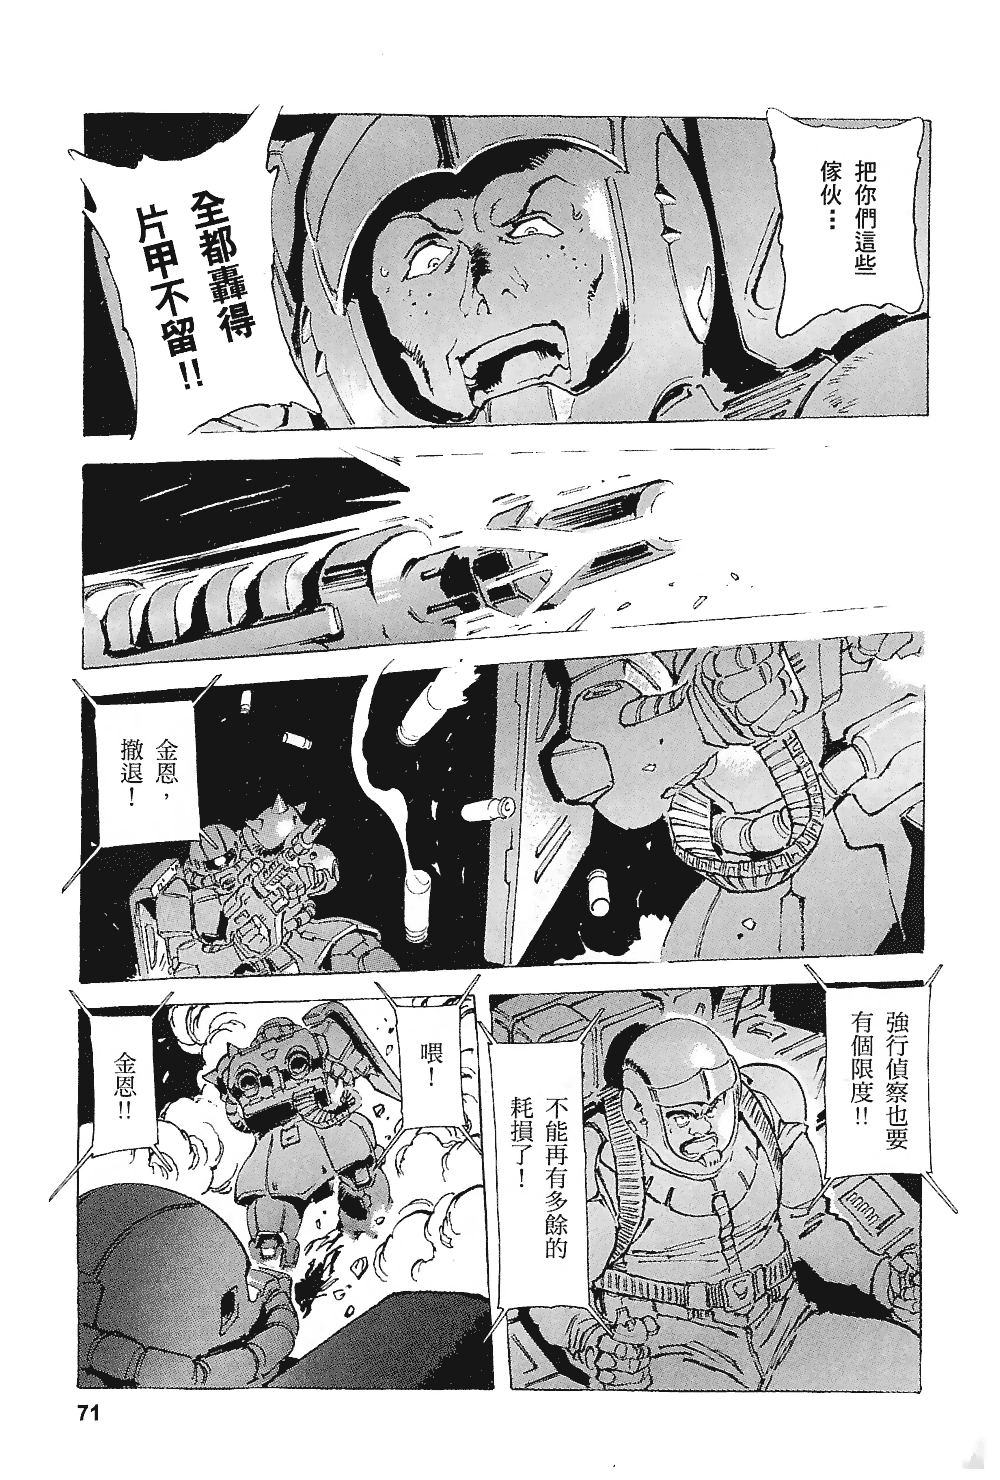 把你們這些
傢伙…
全都轟得
片甲不留!!
金恩，
撤退！
強行偵察也要
有個限度!!
不能再有多餘的
耗損了！
喂！
金恩!!
71